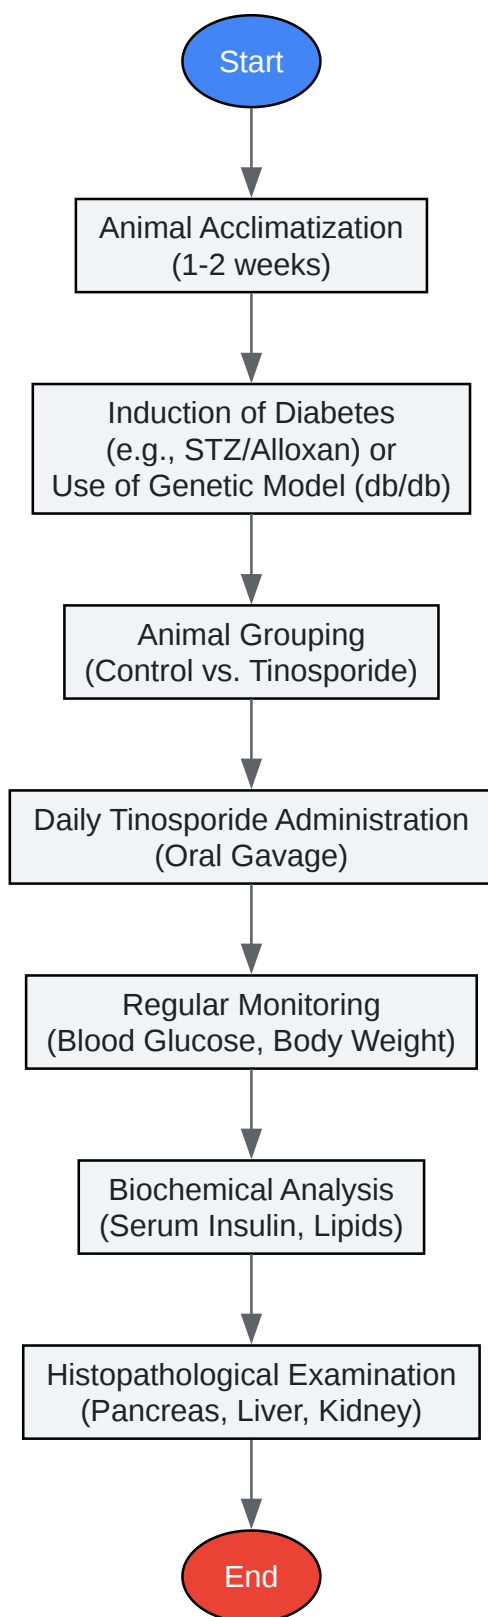 Start
Animal Acclimatization
(1-2 weeks)
Induction of Diabetes
(e.g., STZ/Alloxan) or
Use of Genetic Model (db/db)
Animal Grouping
(Control vs. Tinosporide)
Daily Tinosporide Administration
(Oral Gavage)
Regular Monitoring
(Blood Glucose, Body Weight)
Biochemical Analysis
(Serum Insulin, Lipids)
Histopathological Examination
(Pancreas, Liver, Kidney)
End